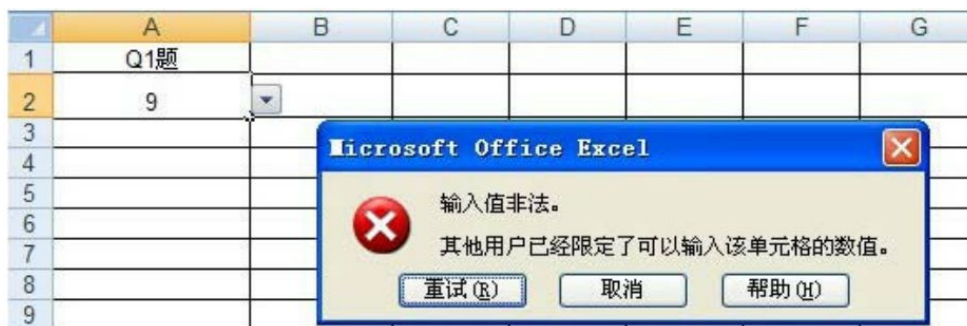 A B C D E F G
1 Q1题
2 9
3
4
5
6
7
8
9
Microsoft Office Excel
输入值非法。
其他用户已经限定了可以输入该单元格的数值。
重试(R) 取消 帮助(H)